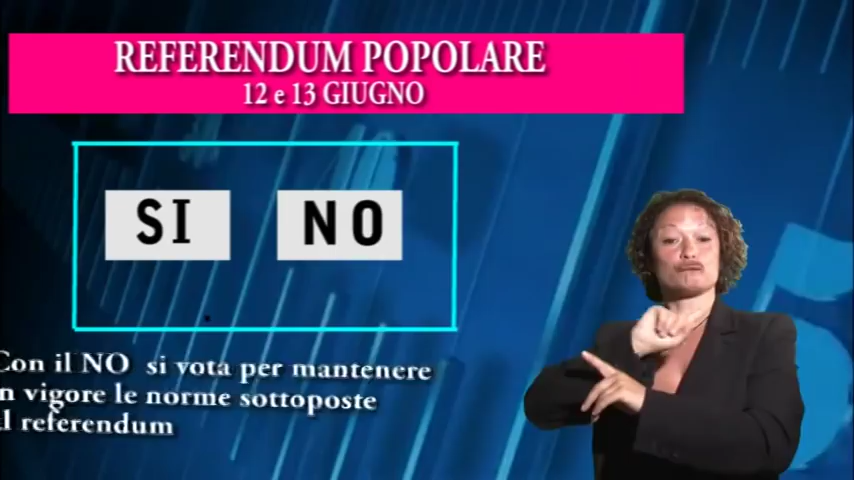 REFERENDUM POPOLARE
12 e 13 GIUGNO
SI NO
Con il NO si vota per mantenere
n vigore le norme sottoposte
l referendum